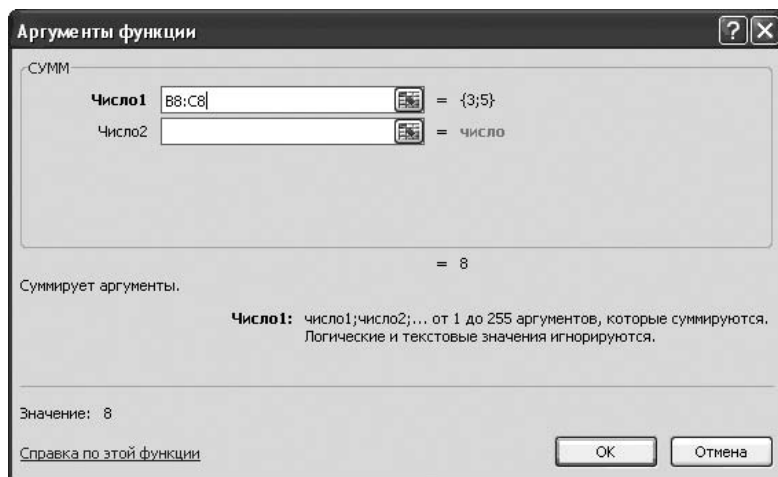 Аргументы функции
СУММ
Число1 B8:C8 = {3;5}
Число2 = число
= 8
Суммирует аргументы.
Число1: число1;число2;... от 1 до 255 аргументов, которые суммируются.
Логические и текстовые значения игнорируются.
Значение: 8
Справка по этой функции
ОК
Отмена